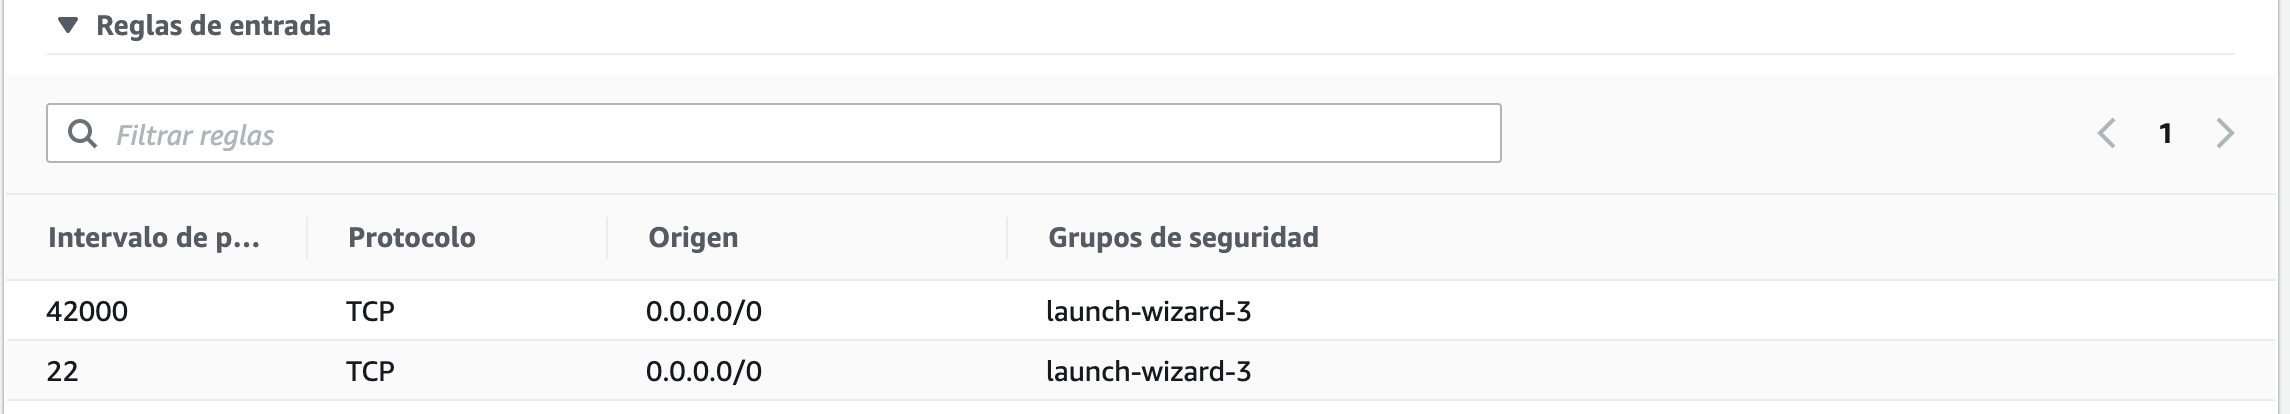 Reglas de entrada
Filtrar reglas
1
Intervalo de p... Protocolo Origen Grupos de seguridad
42000 TCP 0.0.0.0/0 launch-wizard-3
22 TCP 0.0.0.0/0 launch-wizard-3